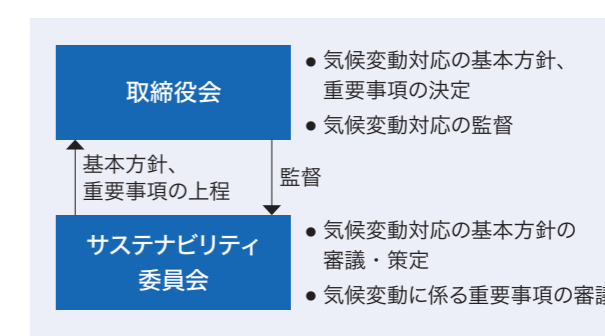 取締役会
● 気候変動対応の基本方針、
重要事項の決定
● 気候変動対応の監督
基本方針、
重要事項の上程
監督
サステナビリティ
委員会
● 気候変動対応の基本方針の
審議・策定
● 気候変動に係る重要事項の審議